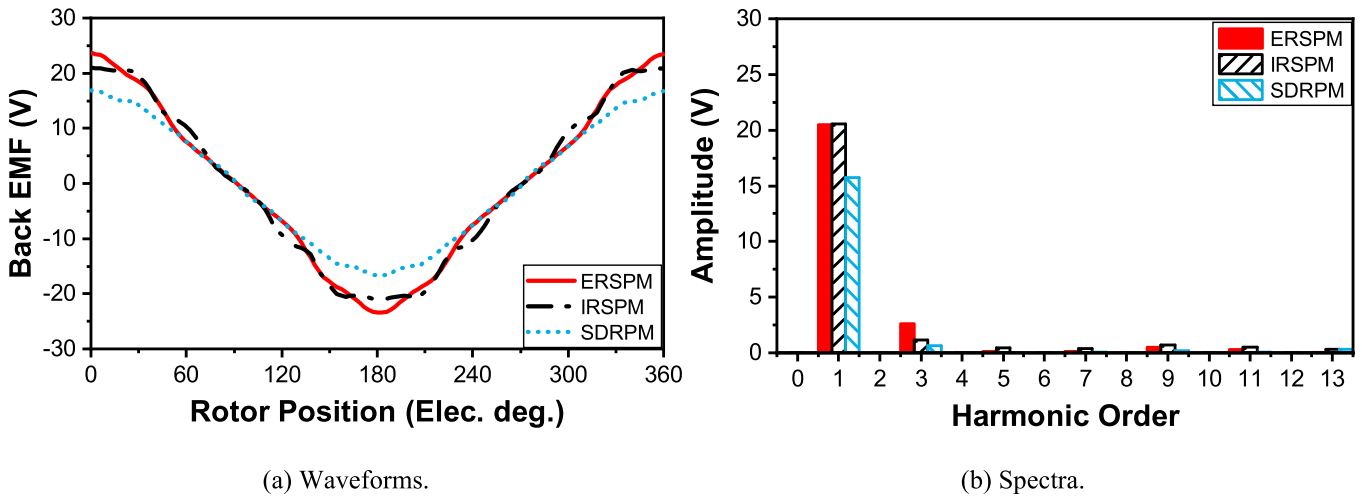 30
20
10
0
-10
-20
-30
Back EMF (V)
ERSPM
IRSPM
SDRPM
0 60 120 180 240 300 360
Rotor Position (Elec. deg.)
(a) Waveforms.
30
25
20
15
10
5
0
Amplitude (V)
ERSPM
IRSPM
SDRPM
0 1 2 3 4 5 6 7 8 9 10 11 12 13
Harmonic Order
(b) Spectra.